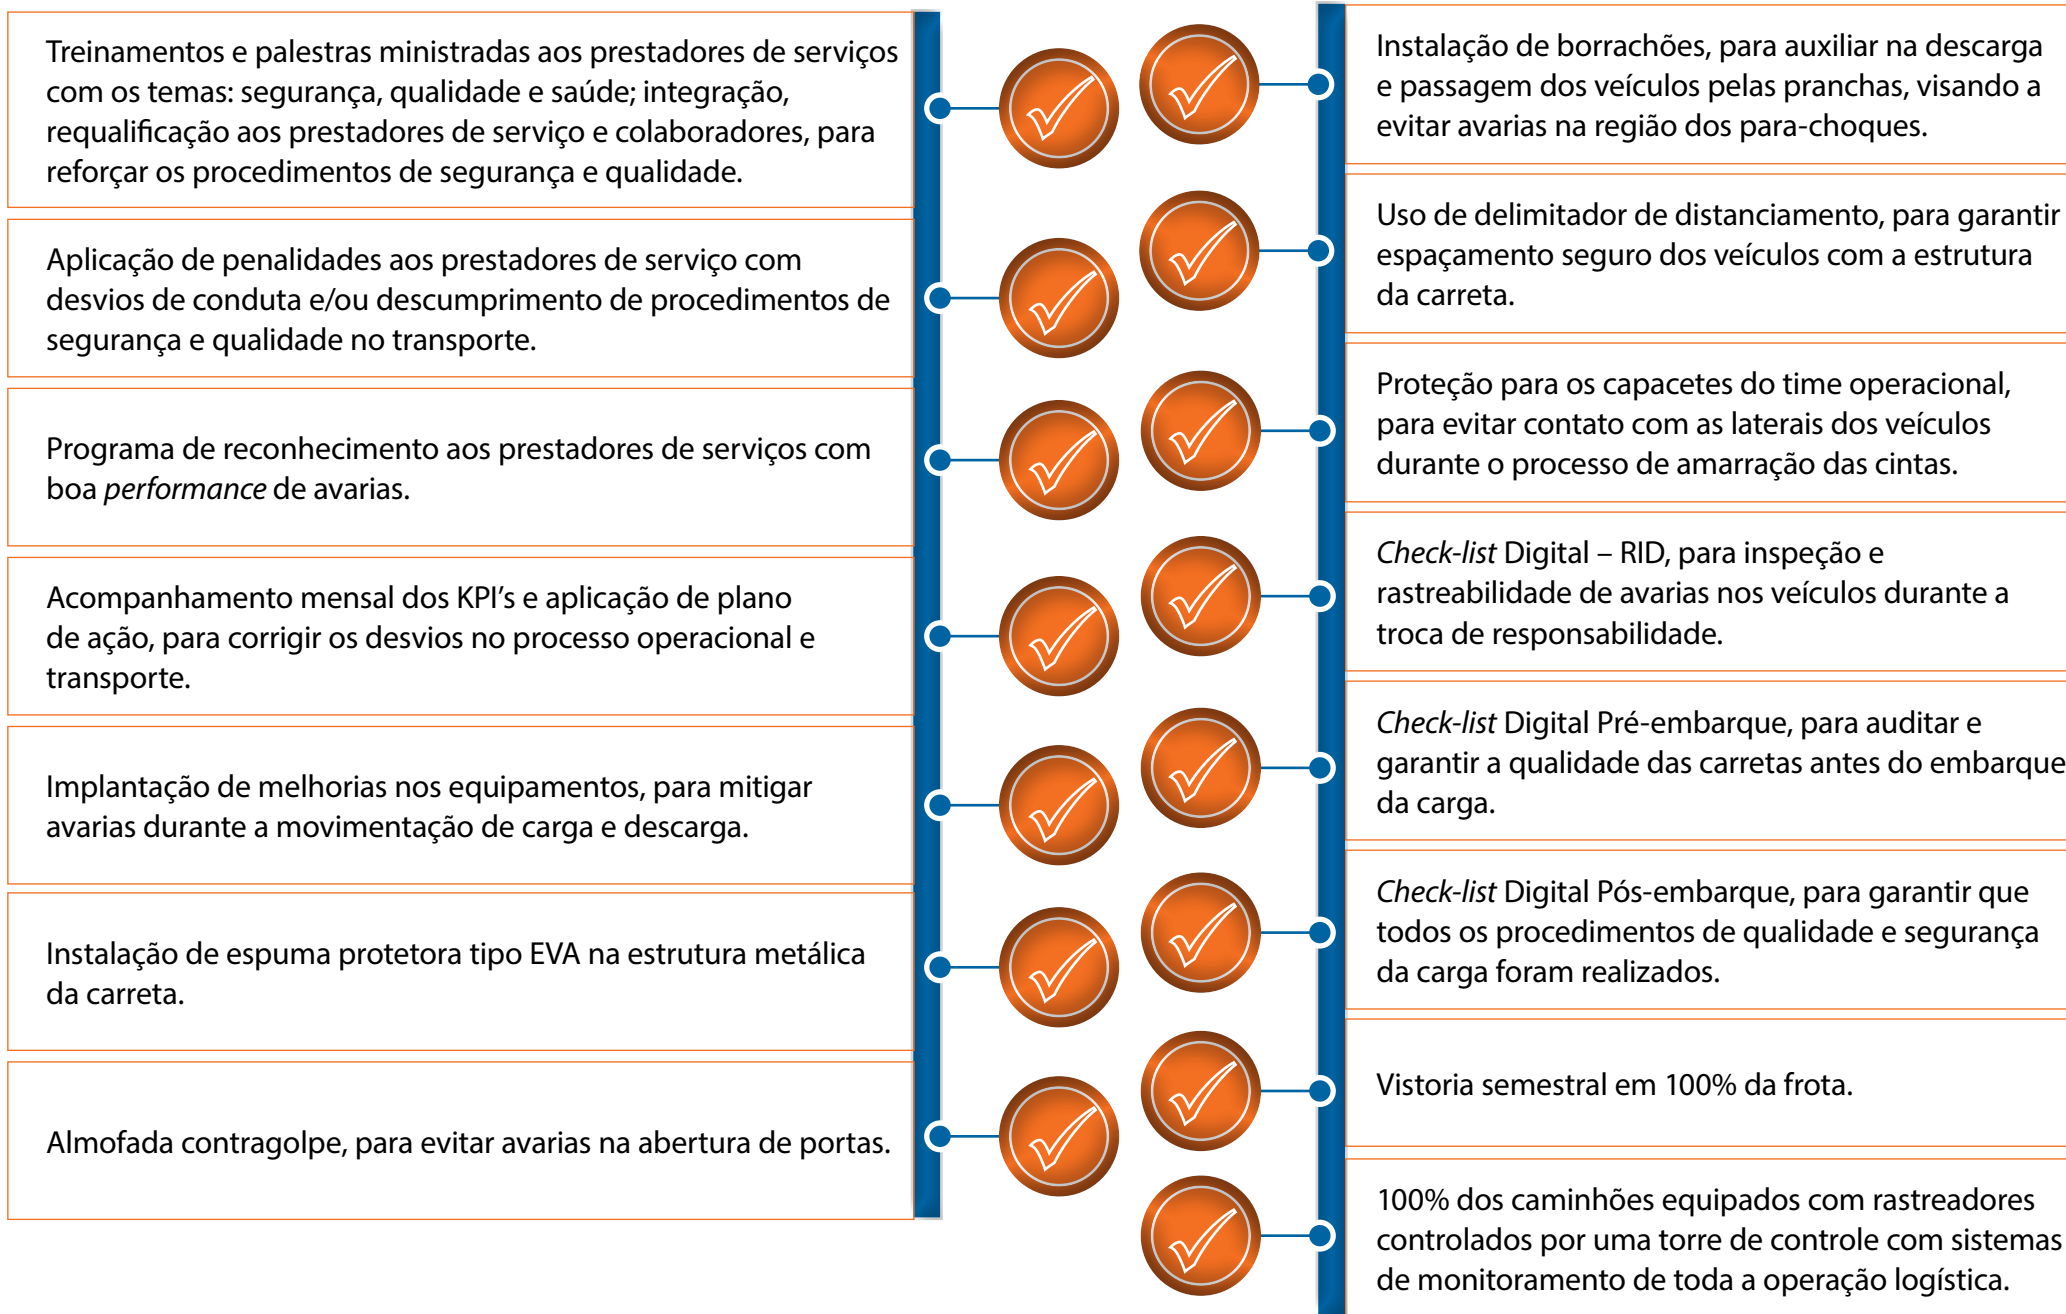 Treinamentos e palestras ministradas aos prestadores de serviços
com os temas: segurança, qualidade e saúde; integração,
requalificação aos prestadores de serviço e colaboradores, para
reforçar os procedimentos de segurança e qualidade.
Aplicação de penalidades aos prestadores de serviço com
desvios de conduta e/ou descumprimento de procedimentos de
segurança e qualidade no transporte.
Programa de reconhecimento aos prestadores de serviços com
boa performance de avarias.
Acompanhamento mensal dos KPI's e aplicação de plano
de ação, para corrigir os desvios no processo operacional e
transporte.
Implantação de melhorias nos equipamentos, para mitigar
avarias durante a movimentação de carga e descarga.
Instalação de espuma protetora tipo EVA na estrutura metálica
da carreta.
Almofada contragolpe, para evitar avarias na abertura de portas.
Instalação de borrachões, para auxiliar na descarga
e passagem dos veículos pelas pranchas, visando a
evitar avarias na região dos para-choques.
Uso de delimitador de distanciamento, para garantir
espaçamento seguro dos veículos com a estrutura
da carreta.
Proteção para os capacetes do time operacional,
para evitar contato com as laterais dos veículos
durante o processo de amarração das cintas.
Check-list Digital – RID, para inspeção e
rastreabilidade de avarias nos veículos durante a
troca de responsabilidade.
Check-list Digital Pré-embarque, para auditar e
garantir a qualidade das carretas antes do embarque
da carga.
Check-list Digital Pós-embarque, para garantir que
todos os procedimentos de qualidade e segurança
da carga foram realizados.
Vistoria semestral em 100% da frota.
100% dos caminhões equipados com rastreadores
controlados por uma torre de controle com sistemas
de monitoramento de toda a operação logística.